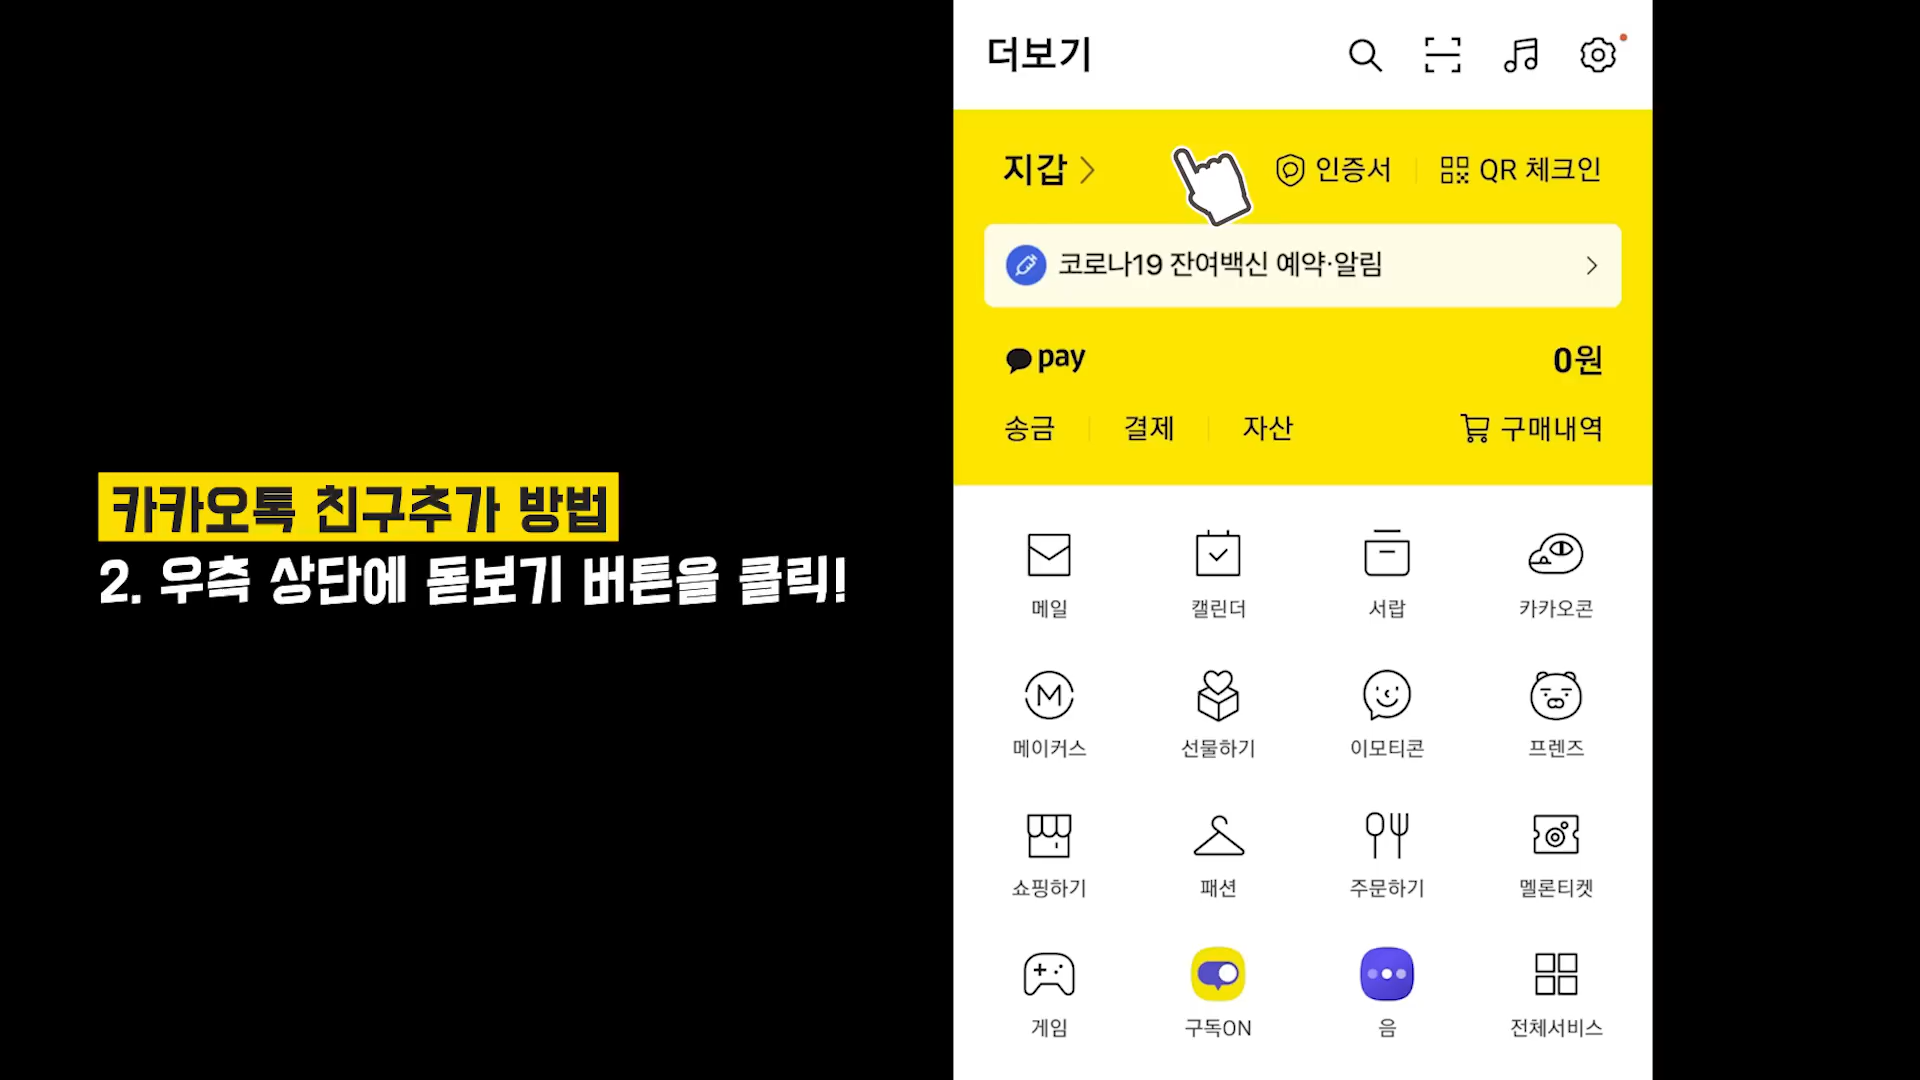 카카오톡 친구추가 방법
2. 우측 상단에 돋보기 버튼을 클릭!
더보기
지갑
인증서
QR 체크인
코로나19 잔여백신 예약·알림
pay
0원
송금
결제
자산
구매내역
메일
캘린더
서랍
카카오콘
메이커스
선물하기
이모티콘
프렌즈
쇼핑하기
패션
주문하기
멜론티켓
게임
구독ON
음
전체서비스